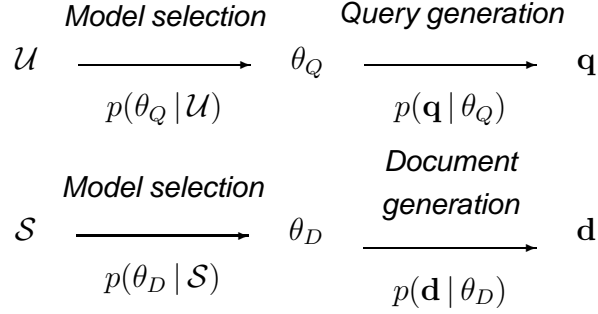 Model selection Query generation
𝒰 θ_Q 𝐪
p(θ_Q | 𝒰) p(𝐪 | θ_Q)
Document
Model selection generation
𝒮 θ_D 𝐝
p(θ_D | 𝒮) p(𝐝 | θ_D)